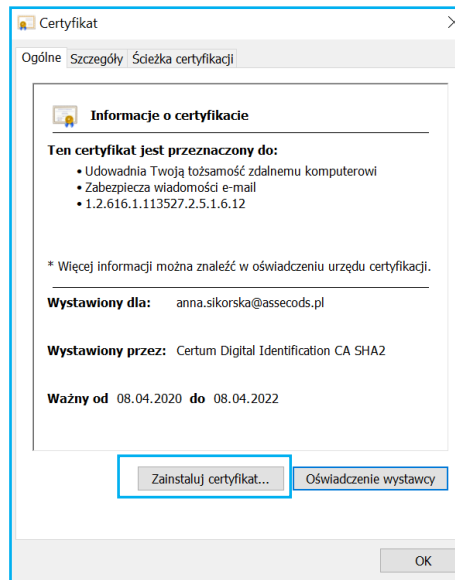 Certyfikat
Ogólne Szczegóły Ścieżka certyfikacji
Informacje o certyfikacie
Ten certyfikat jest przeznaczony do:
• Udowadnia Twoją tożsamość zdalnemu komputerowi
• Zabezpiecza wiadomości e-mail
• 1.2.616.1.113527.2.5.1.6.12
* Więcej informacji można znaleźć w oświadczeniu urzędu certyfikacji.
Wystawiony dla: anna.sikorska@assecods.pl
Wystawiony przez: Certum Digital Identification CA SHA2
Ważny od 08.04.2020 do 08.04.2022
Zainstaluj certyfikat... Oświadczenie wystawcy
OK